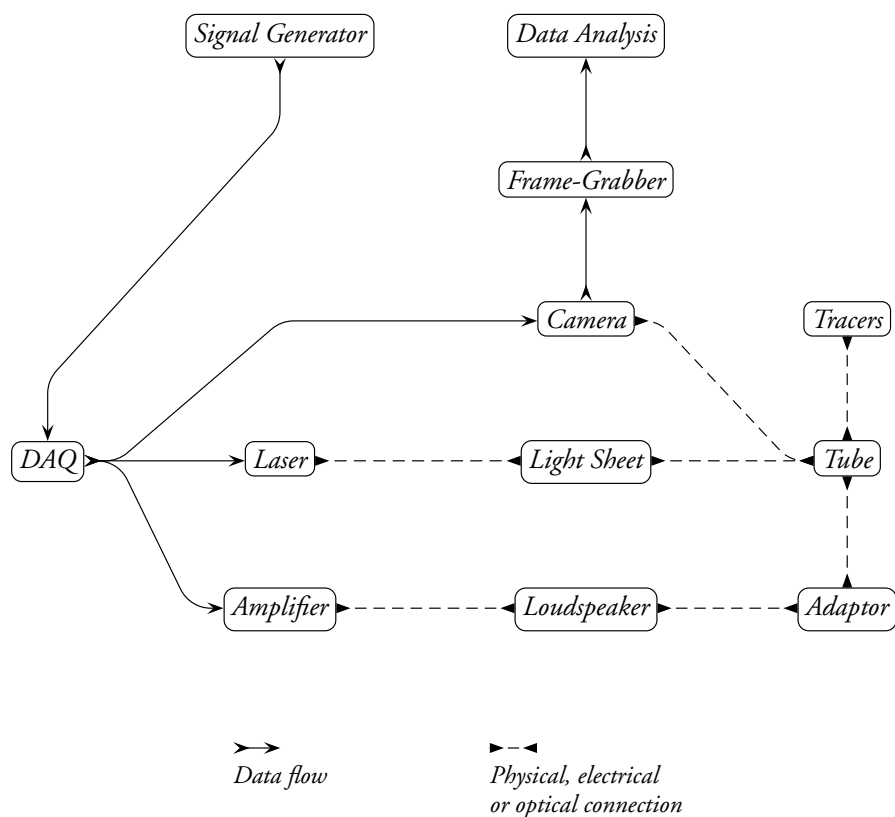 Signal Generator
Data Analysis
Frame-Grabber
Camera
Tracers
DAQ
Laser
Light Sheet
Tube
Amplifier
Loudspeaker
Adaptor
Data flow
Physical, electrical
or optical connection